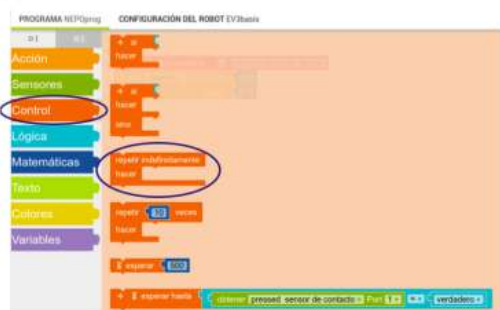 PROGRAMA NEPOprog CONFIGURACIÓN DEL ROBOT EV3basis
Acción
Sensores
Control
Lógica
Matemáticas
Texto
Colores
Variables
+ si
hacer
+ si
hacer
sino
repetir indefinidamente
hacer
repetir 10 veces
hacer
esperar 500
+ esperar hasta obtener pressed sensor de contacto Port 1 = verdadero